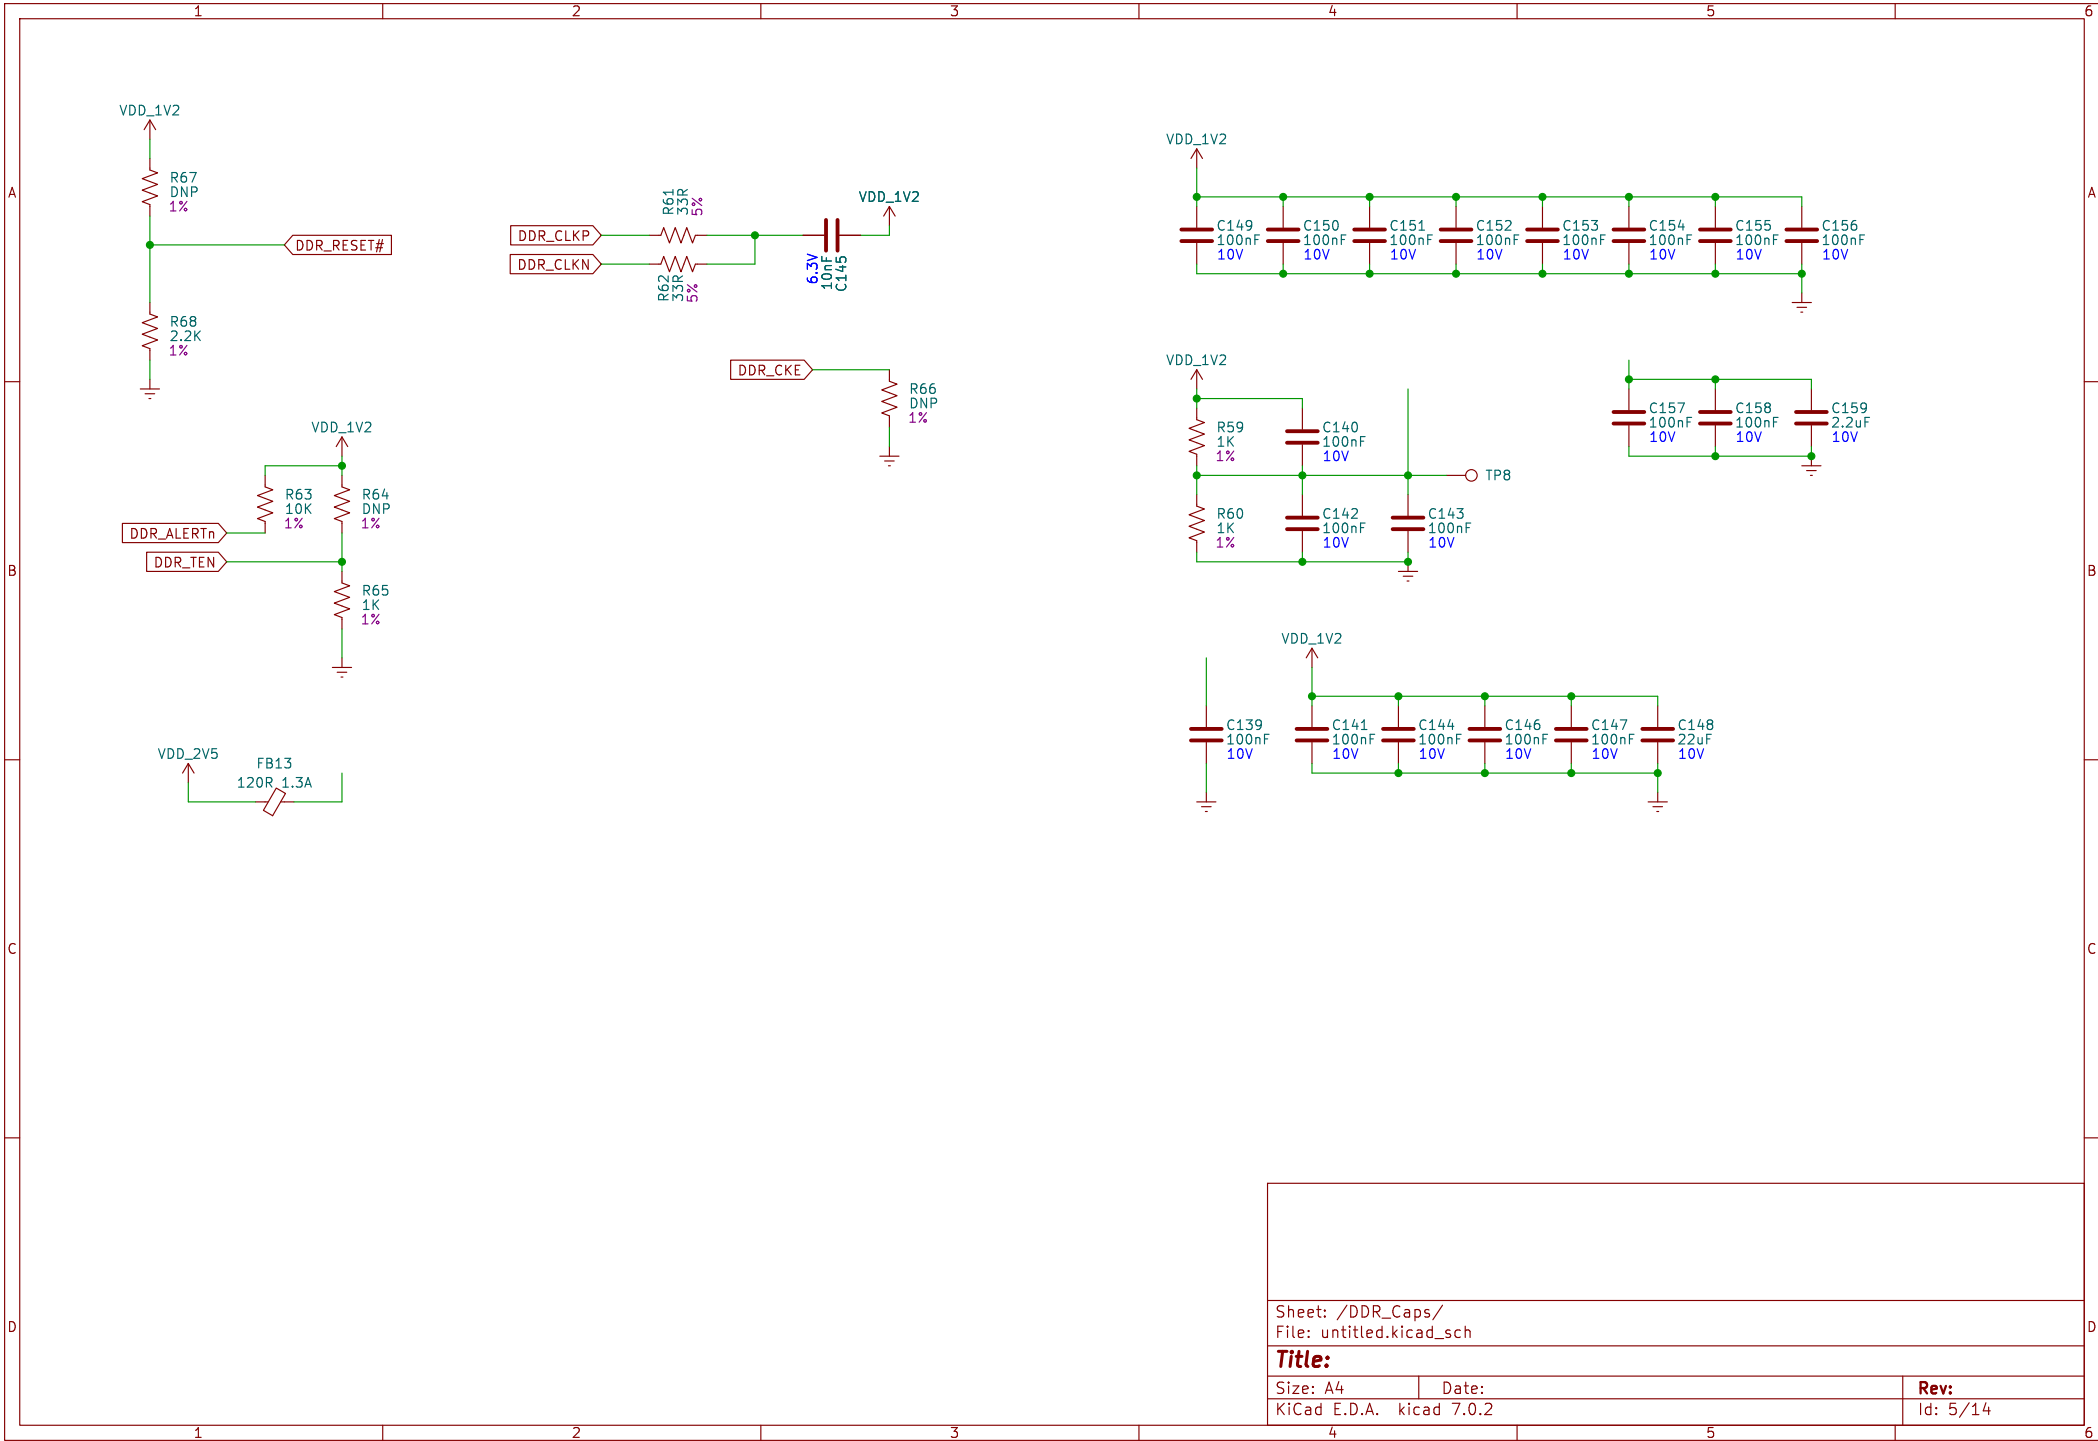 1 2 3 4 5 6
A A
VDD_1V2
R67
DNP
1%
DDR_RESET#
R68
2.2K
1%
DDR_CLKP
DDR_CLKN
R61
33R
5%
R62
33R
5%
6.3V
10nF
C145
VDD_1V2
DDR_CKE
R66
DNP
1%
VDD_1V2
C149
100nF
10V
C150
100nF
10V
C151
100nF
10V
C152
100nF
10V
C153
100nF
10V
C154
100nF
10V
C155
100nF
10V
C156
100nF
10V
VDD_1V2
R59
1K
1%
C140
100nF
10V
TP8
R60
1K
1%
C142
100nF
10V
C143
100nF
10V
C157
100nF
10V
C158
100nF
10V
C159
2.2uF
10V
B B
VDD_1V2
R63
10K
1%
R64
DNP
1%
DDR_ALERTn
DDR_TEN
R65
1K
1%
VDD_1V2
C139
100nF
10V
C141
100nF
10V
C144
100nF
10V
C146
100nF
10V
C147
100nF
10V
C148
22uF
10V
VDD_2V5
FB13
120R_1.3A
C C
D D
Sheet: /DDR_Caps/
File: untitled.kicad_sch
Title:
Size: A4 Date: Rev:
KiCad E.D.A. kicad 7.0.2 Id: 5/14
1 2 3 4 5 6